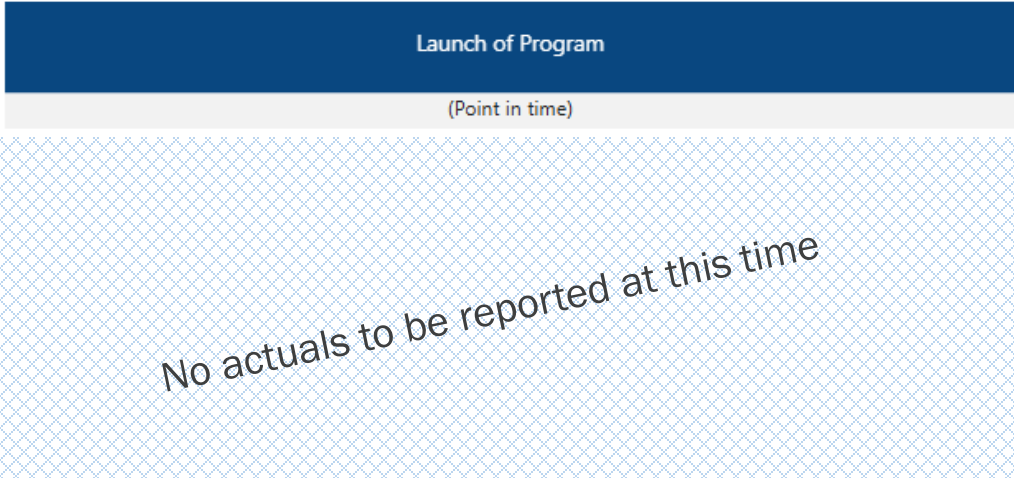 Launch of Program
(Point in time)
No actuals to be reported at this time